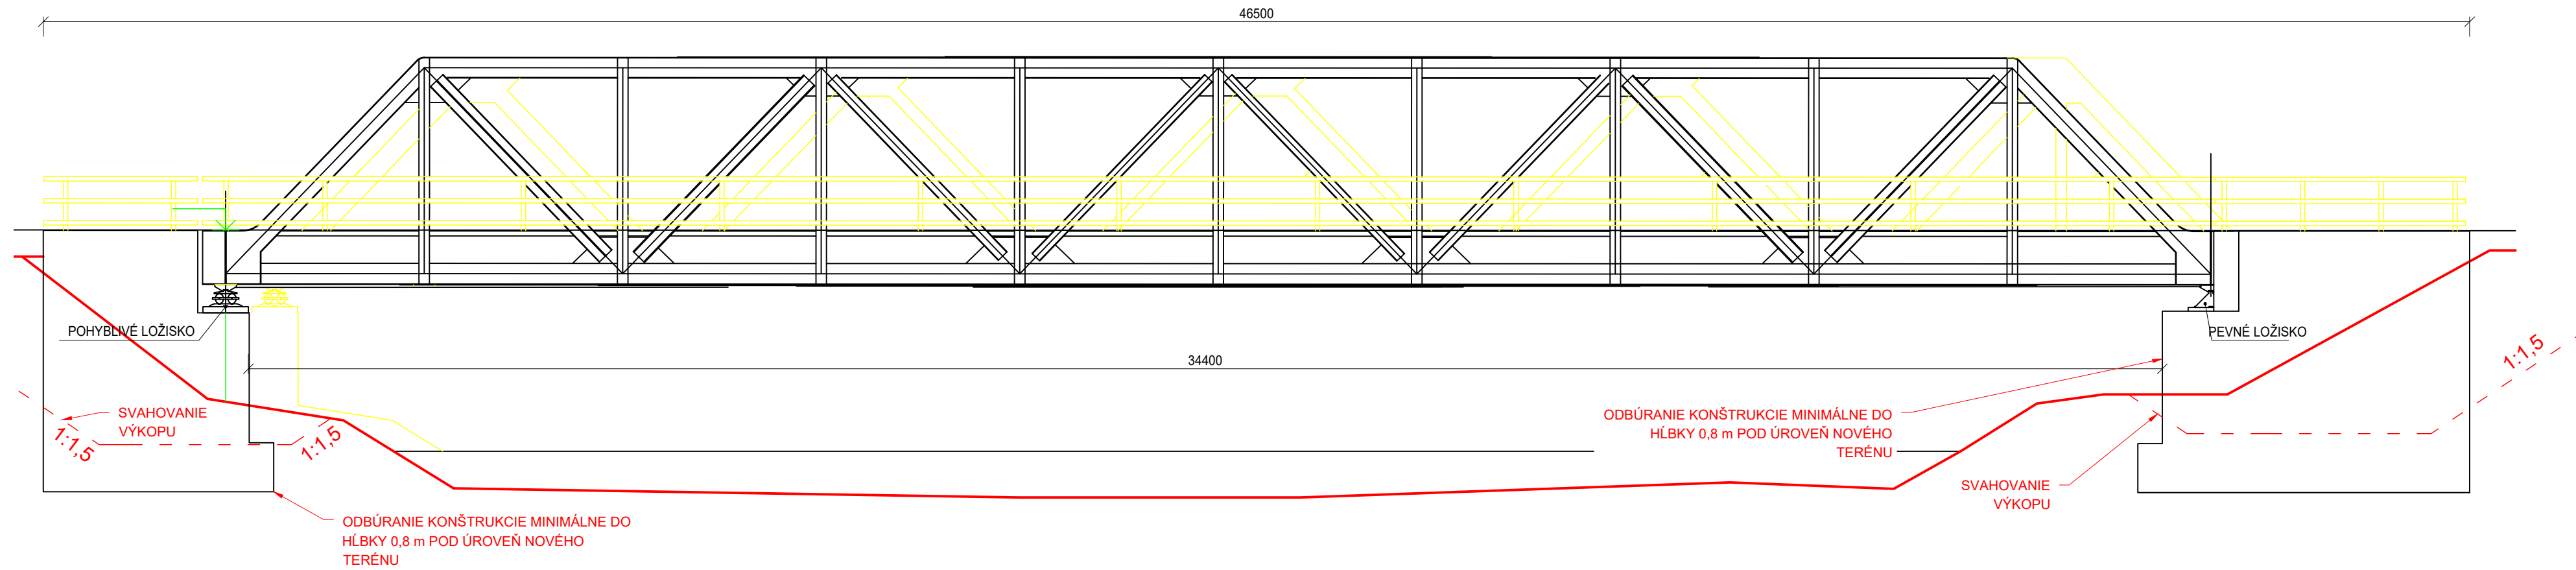 46500
POHYBLIVÉ LOŽISKO
PEVNÉ LOŽISKO
34400
1:1,5
SVAHOVANIE
VÝKOPU
1:1,5
1:1,5
ODBÚRANIE KONŠTRUKCIE MINIMÁLNE DO
HĹBKY 0,8 m POD ÚROVEŇ NOVÉHO
TERÉNU
SVAHOVANIE
VÝKOPU
ODBÚRANIE KONŠTRUKCIE MINIMÁLNE DO
HĹBKY 0,8 m POD ÚROVEŇ NOVÉHO
TERÉNU